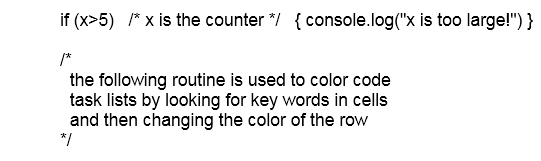 if (x>5)   /* x is the counter */   { console.log("x is too large!") }
/*
the following routine is used to color code
task lists by looking for key words in cells
and then changing the color of the row
*/